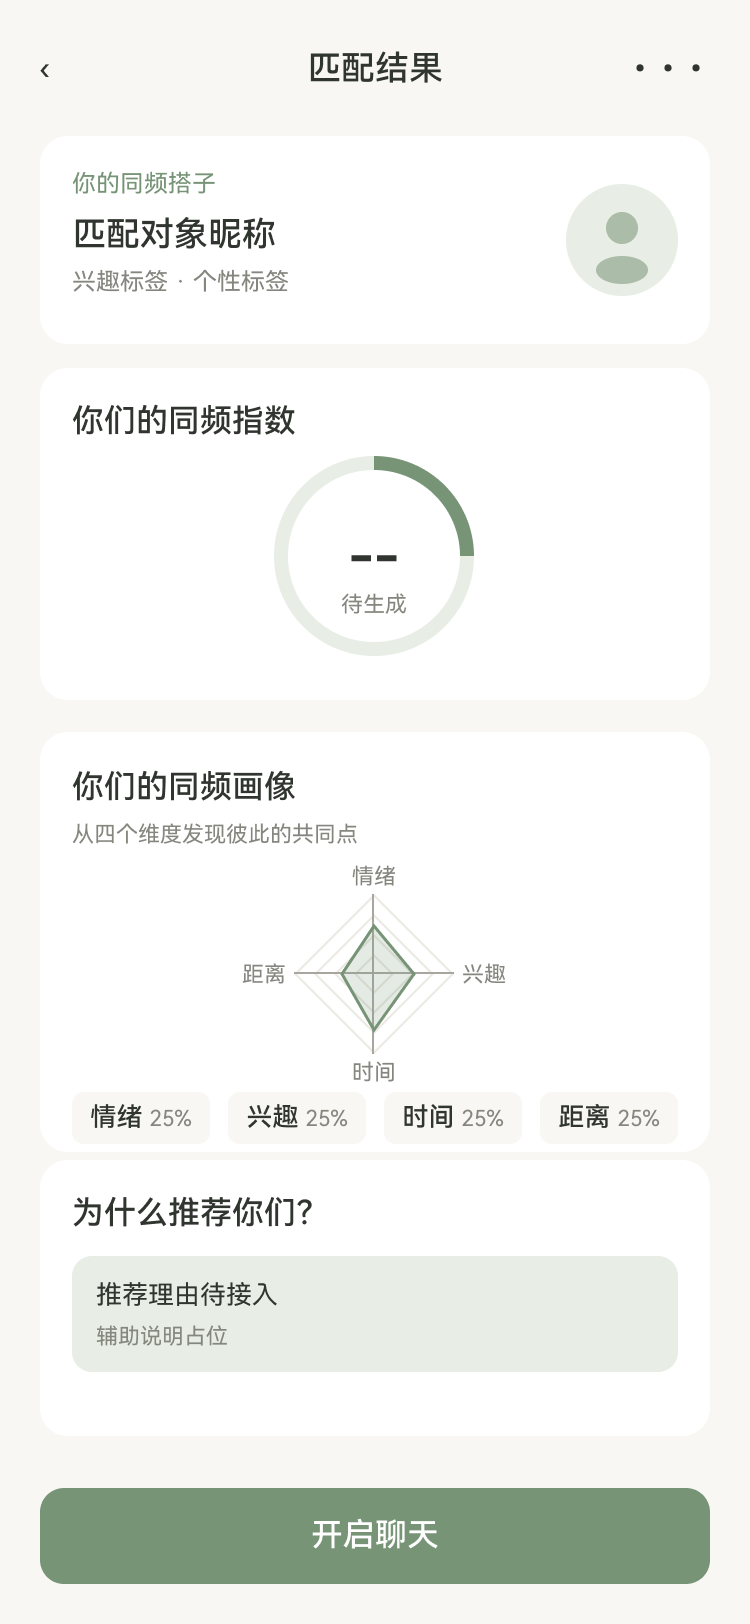 ‹ 匹配结果 ···
你的同频搭子
匹配对象昵称
兴趣标签 · 个性标签
你们的同频指数
--
待生成
你们的同频画像
从四个维度发现彼此的共同点
情绪
距离 兴趣
时间
情绪 25% 兴趣 25% 时间 25% 距离 25%
为什么推荐你们?
推荐理由待接入
辅助说明占位
开启聊天